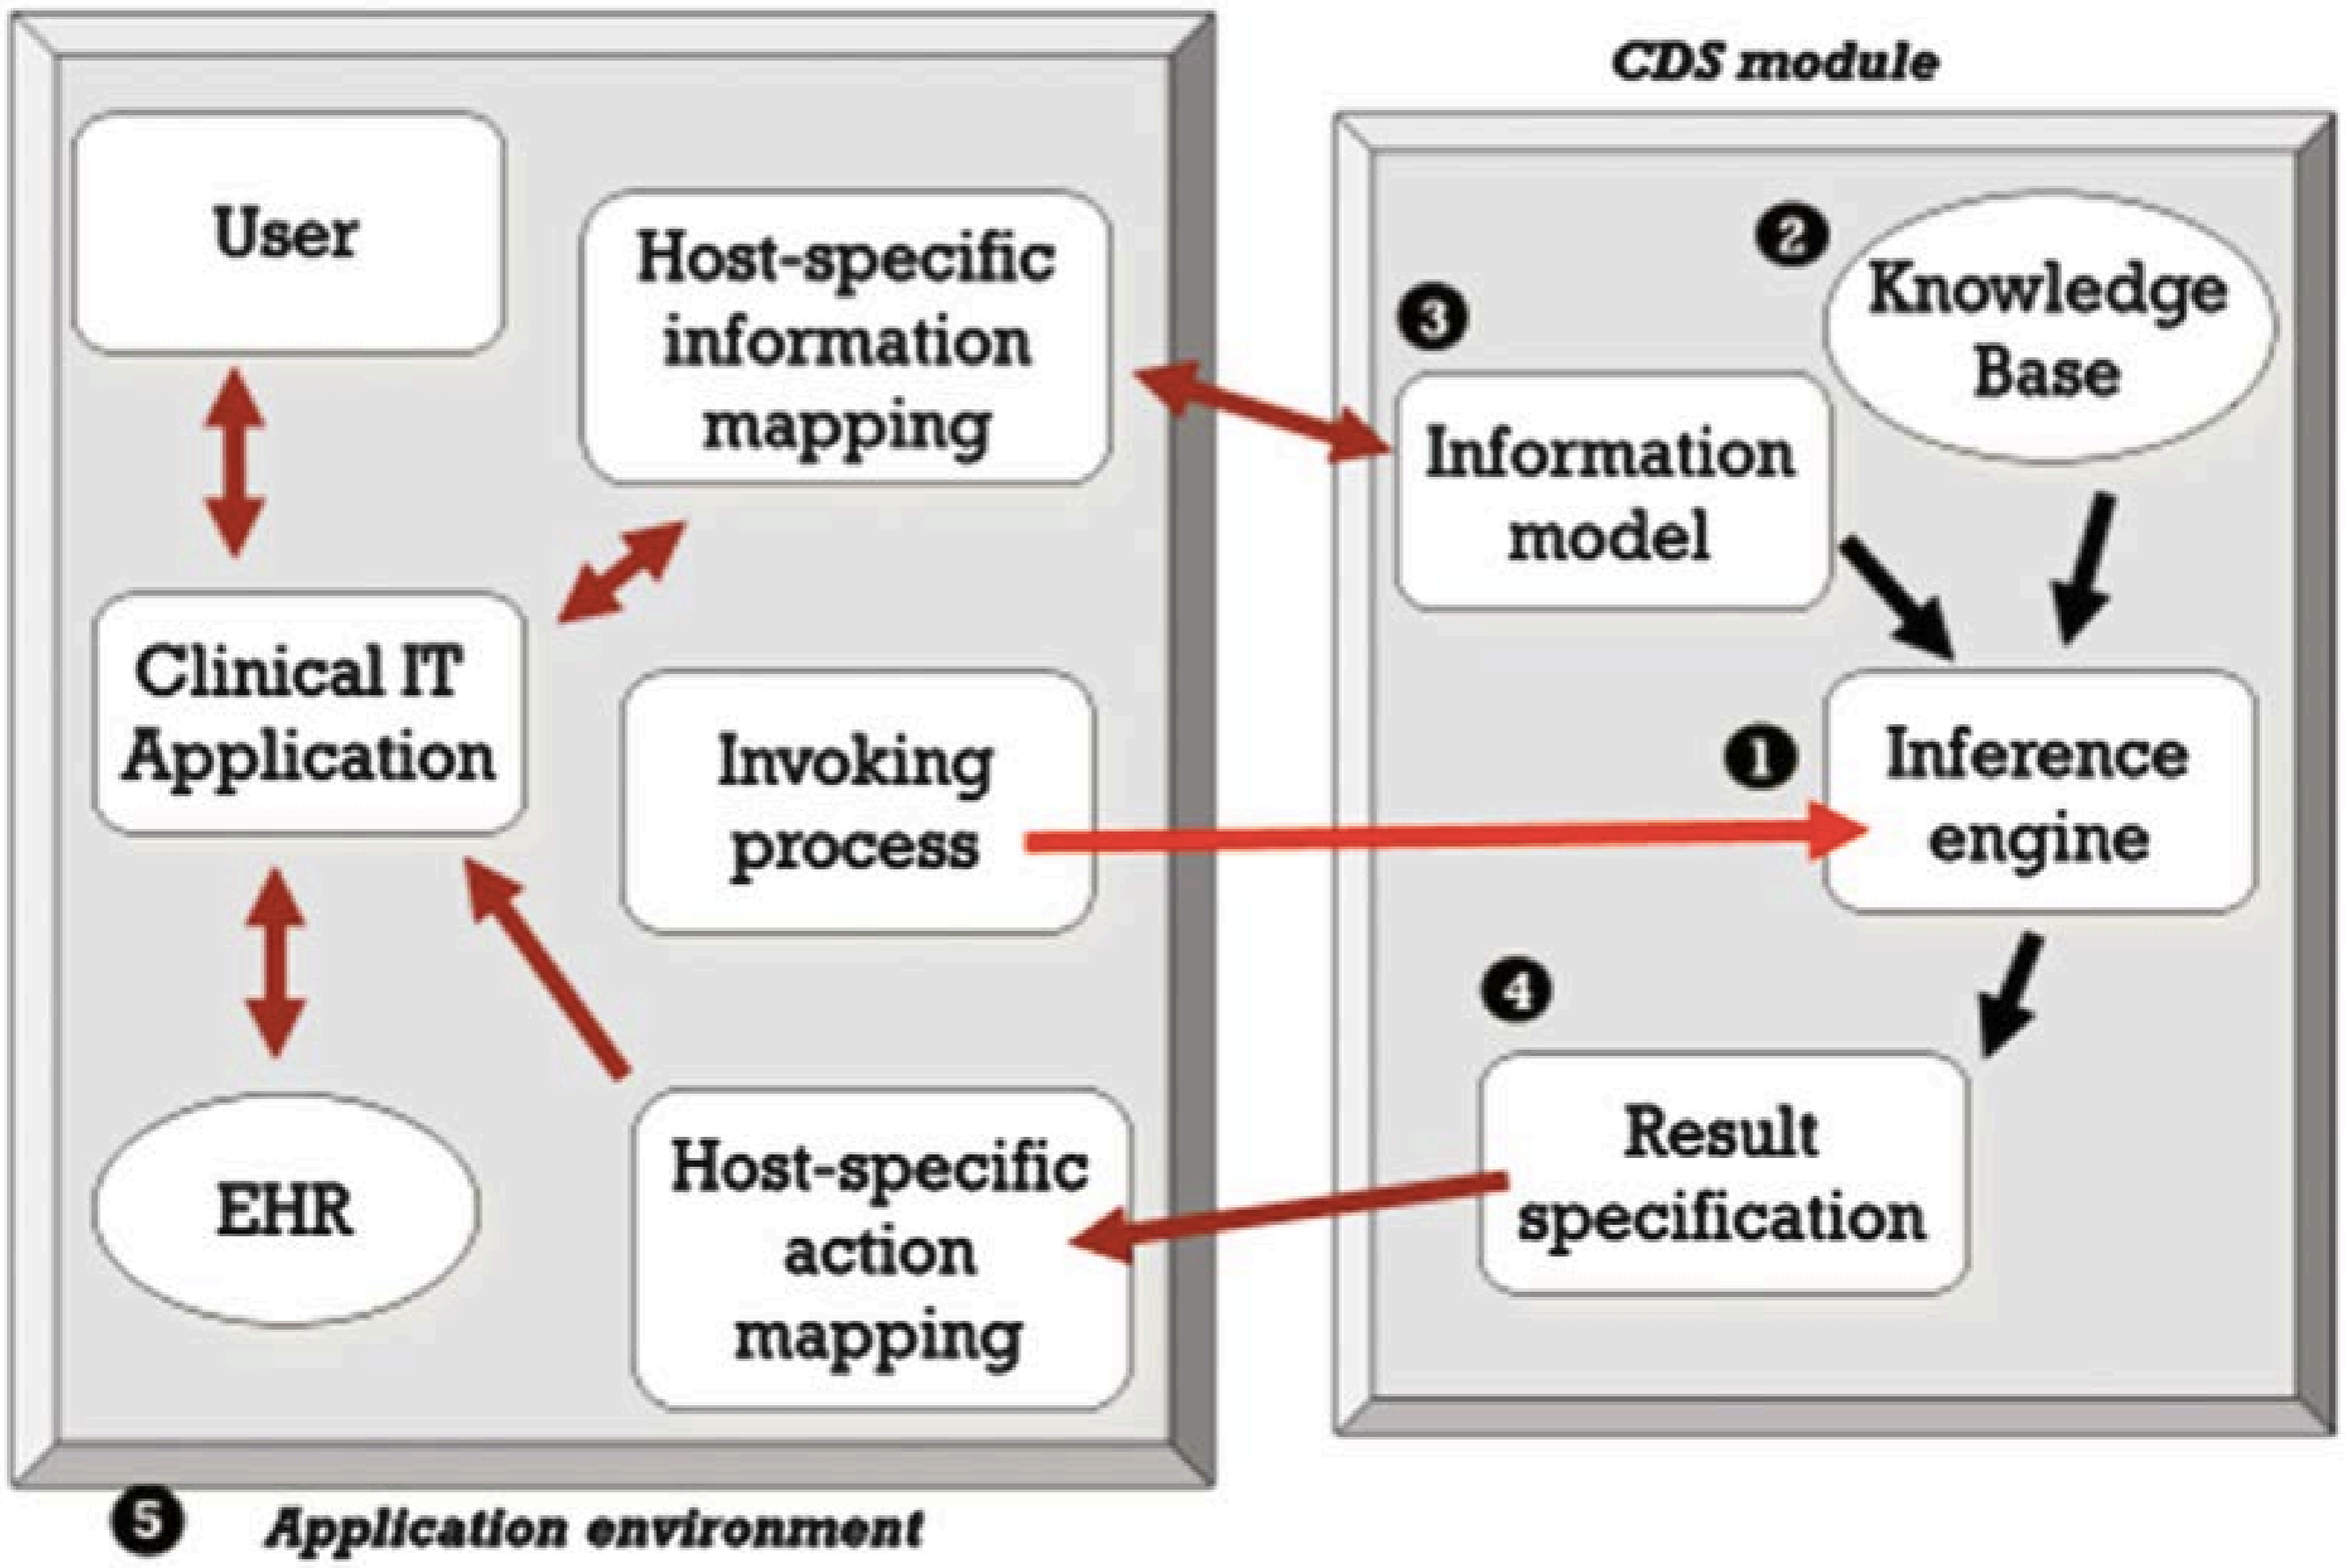 CDS module
User
Host-specific
information
mapping
Clinical IT
Application
Invoking
process
EHR
Host-specific
action
mapping
2
Knowledge
Base
3
Information
model
1
Inference
engine
4
Result
specification
5
Application environment